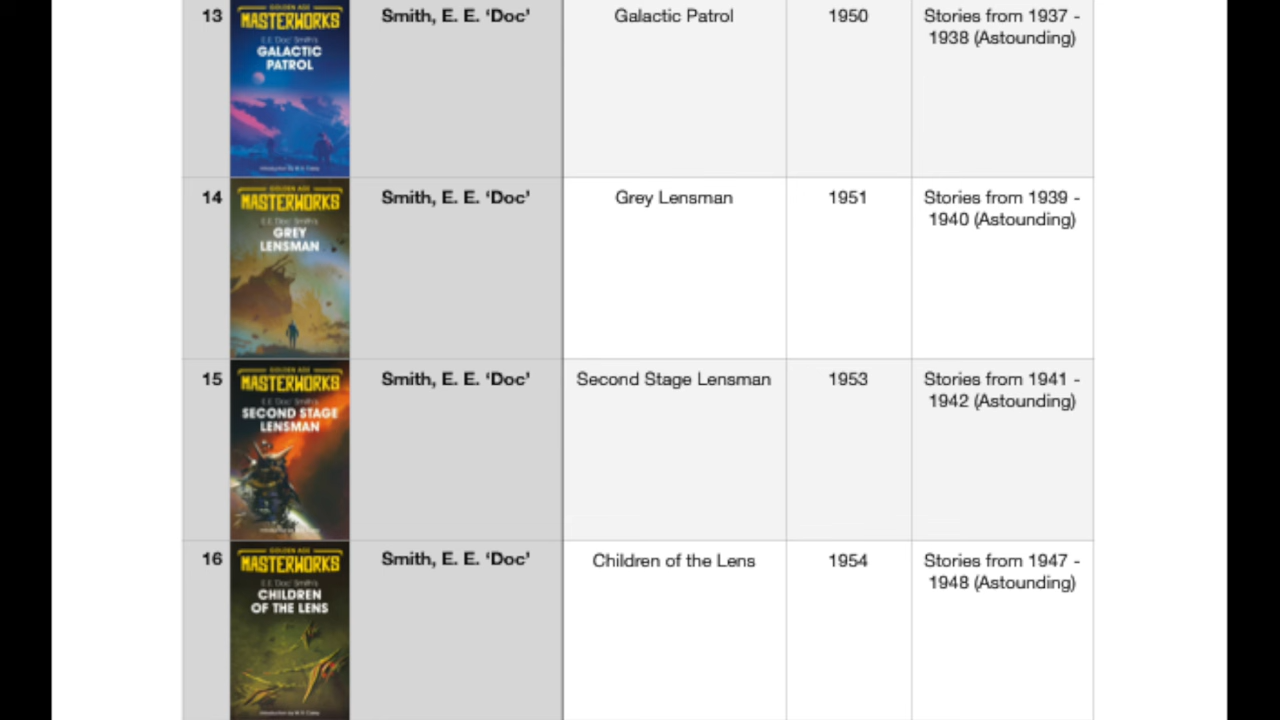 13
GOLDEN AGE
MASTERWORKS
E.E. 'Doc' Smith's
GALACTIC
PATROL
Smith, E. E. ‘Doc’
Galactic Patrol
1950
Stories from 1937 -
1938 (Astounding)
14
GOLDEN AGE
MASTERWORKS
E.E. 'Doc' Smith's
GREY
LENSMAN
Smith, E. E. ‘Doc’
Grey Lensman
1951
Stories from 1939 -
1940 (Astounding)
15
GOLDEN AGE
MASTERWORKS
E.E. 'Doc' Smith's
SECOND STAGE
LENSMAN
Smith, E. E. ‘Doc’
Second Stage Lensman
1953
Stories from 1941 -
1942 (Astounding)
16
GOLDEN AGE
MASTERWORKS
E.E. 'Doc' Smith's
CHILDREN
OF THE LENS
Smith, E. E. ‘Doc’
Children of the Lens
1954
Stories from 1947 -
1948 (Astounding)